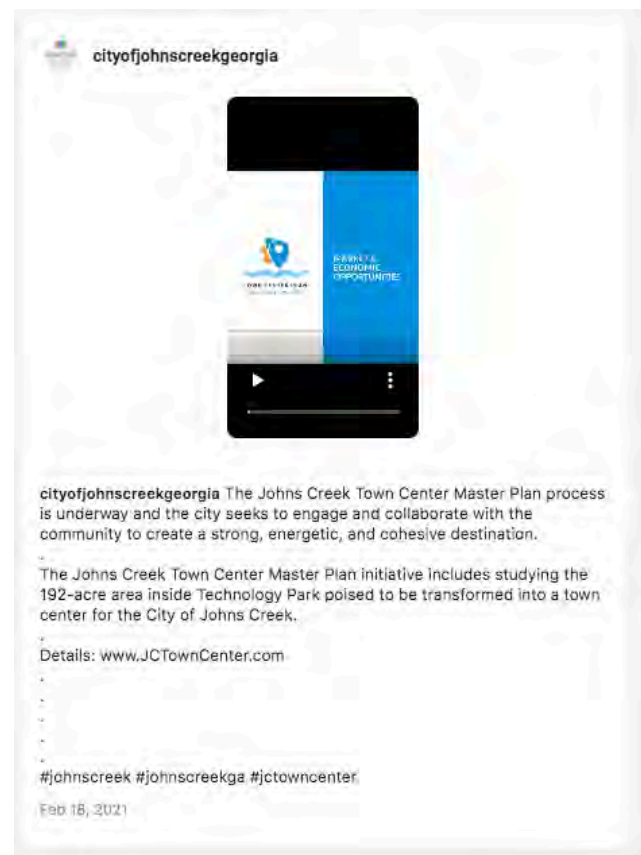 cityofjohnscreekgeorgia
MARKET &
ECONOMIC
OPPORTUNITIES
TOWN CENTER PLAN
cityofjohnscreekgeorgia The Johns Creek Town Center Master Plan process
is underway and the city seeks to engage and collaborate with the
community to create a strong, energetic, and cohesive destination.
.
The Johns Creek Town Center Master Plan initiative includes studying the
192-acre area inside Technology Park poised to be transformed into a town
center for the City of Johns Creek.
.
Details: www.JCTownCenter.com
.
.
.
.
.
#johnscreek #johnscreekga #jctowncenter
Feb 18, 2021